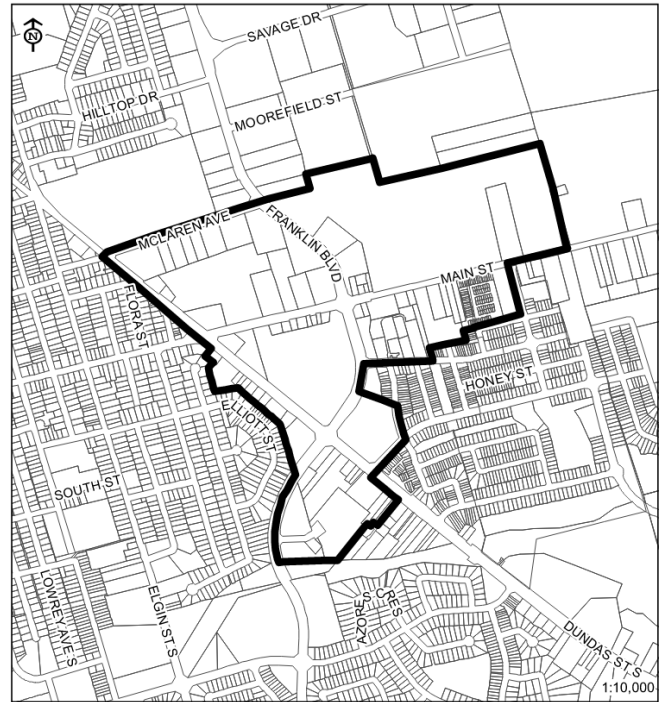 N
SAVAGE DR
HILLTOP DR
MOOREFIELD ST
MCLAREN AVE
FRANKLIN BLVD
MAIN ST
FLORA ST
HONEY ST
ELLIOTT ST
SOUTH ST
LOWREY AVE S
ELGIN ST S
AZORES CRES
DUNDAS ST S
1:10,000